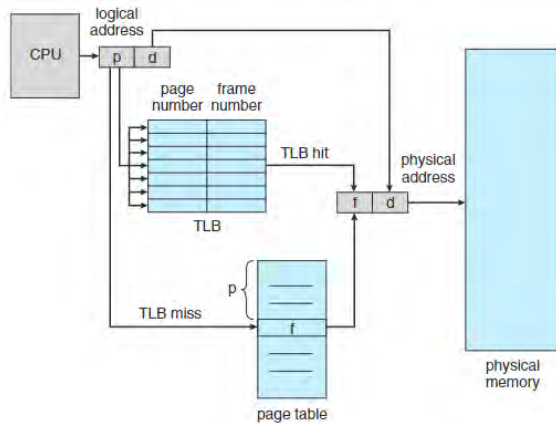 logical
address
CPU
p d
page
number
frame
number
TLB hit
physical
address
f d
TLB
p
TLB miss
f
page table
physical
memory